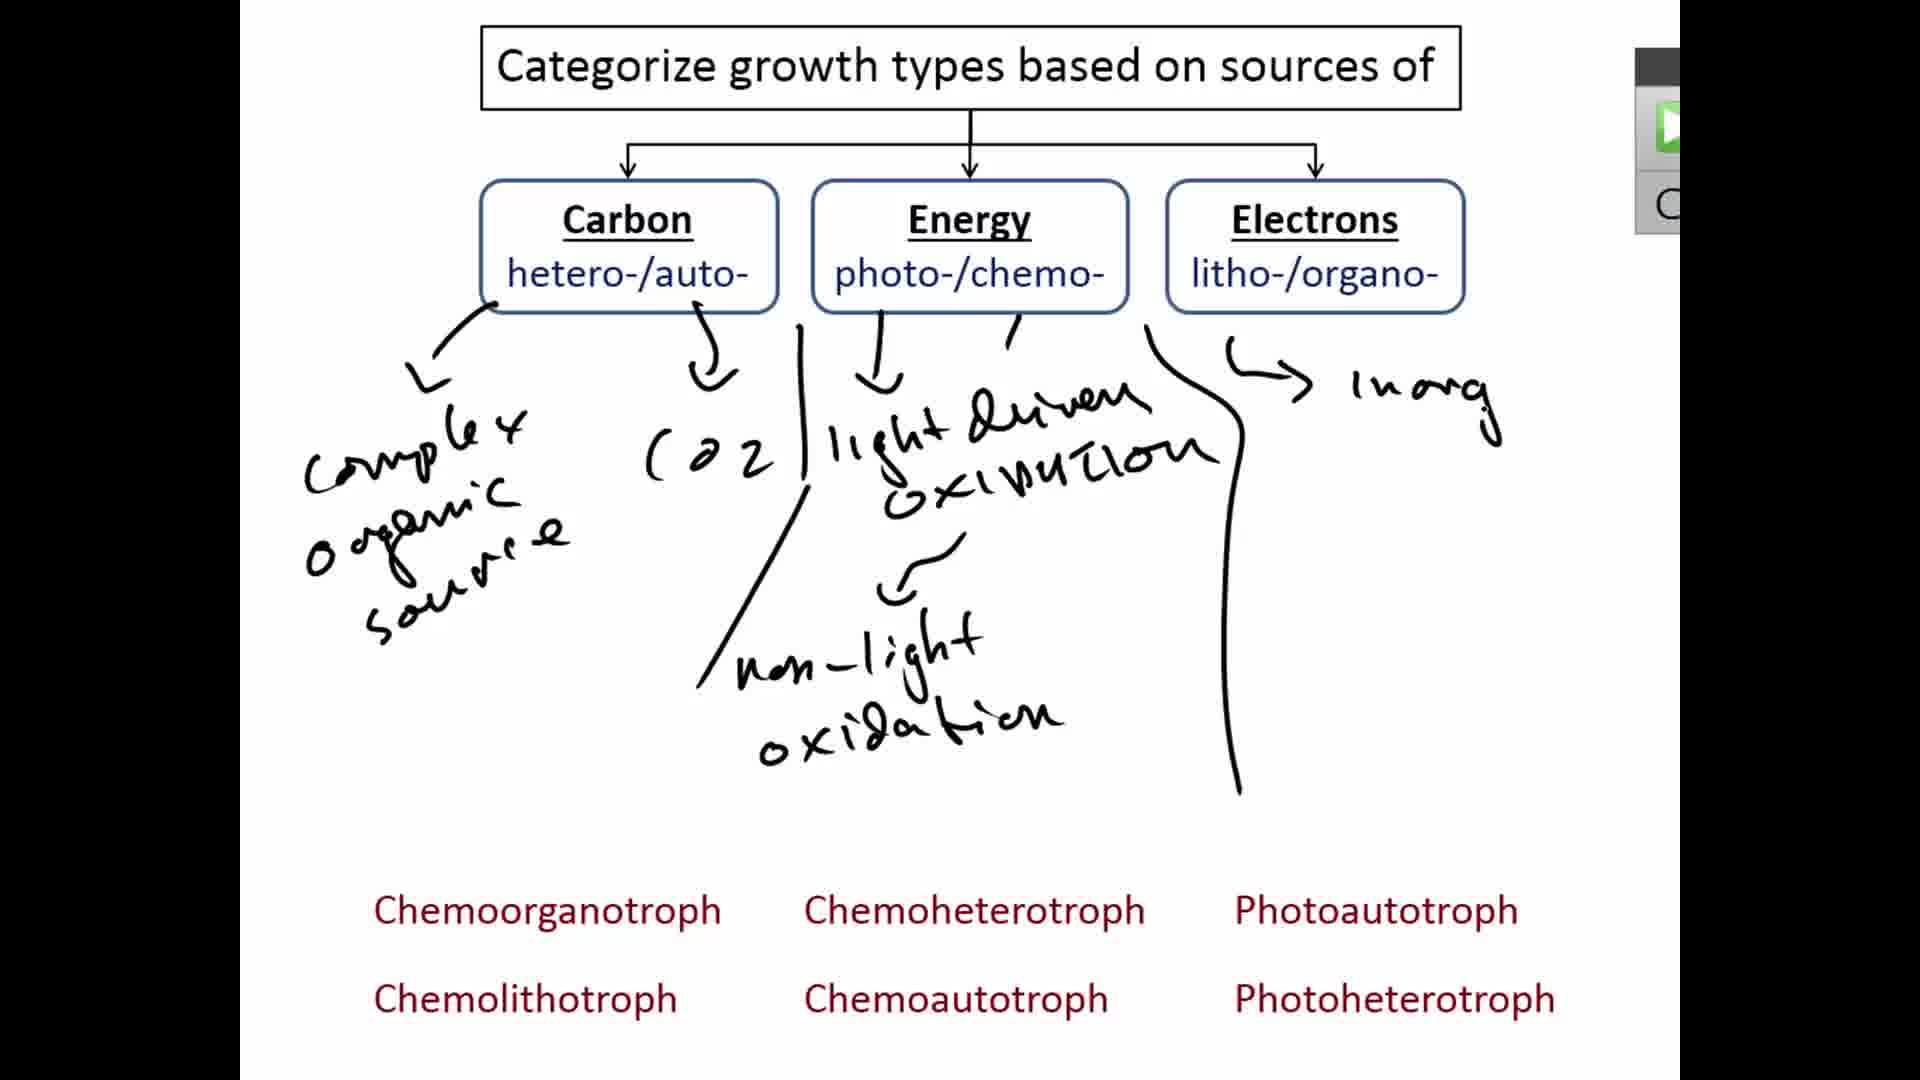 Categorize growth types based on sources of
Carbon
hetero-/auto-
Energy
photo-/chemo-
Electrons
litho-/organo-
complex
organic
source
CO2
light driven
oxidation
non-light
oxidation
inorg
Chemoorganotroph
Chemoheterotroph
Photoautotroph
Chemolithotroph
Chemoautotroph
Photoheterotroph